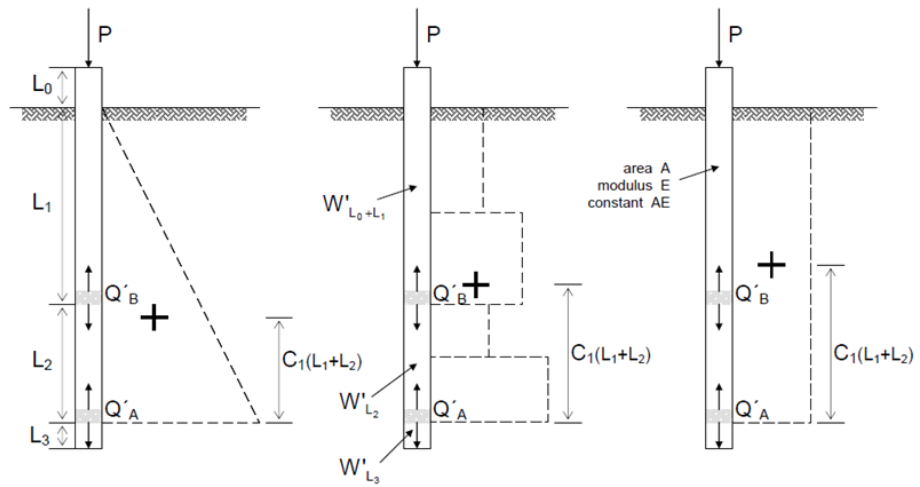 P
L₀
L₁
Q′B
L₂
C₁(L₁+L₂)
Q′A
L₃
P
W'L₀+L₁
Q′B
C₁(L₁+L₂)
W'L₂
Q′A
W'L₃
P
area A
modulus E
constant AE
Q′B
C₁(L₁+L₂)
Q′A